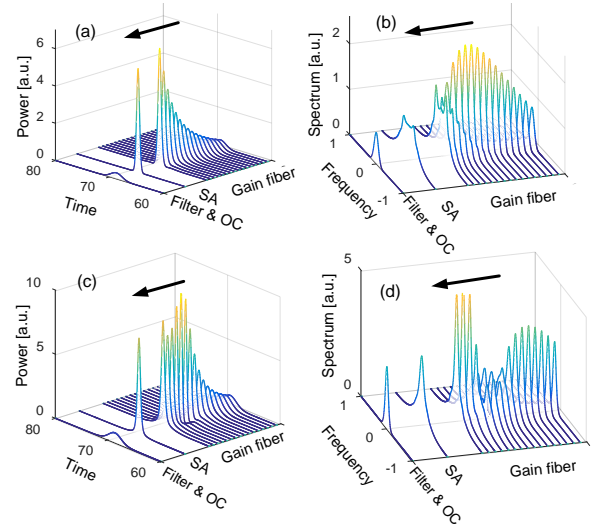 (a)
Power [a.u.]
6
4
2
0
80
70
60
Time
Filter & OC
SA
Gain fiber
(b)
Spectrum [a.u.]
2
1
0
1
0
-1
Frequency
Filter & OC
SA
Gain fiber
(c)
Power [a.u.]
10
5
0
80
70
60
Time
Filter & OC
SA
Gain fiber
(d)
Spectrum [a.u.]
5
0
1
0
-1
Frequency
Filter & OC
SA
Gain fiber